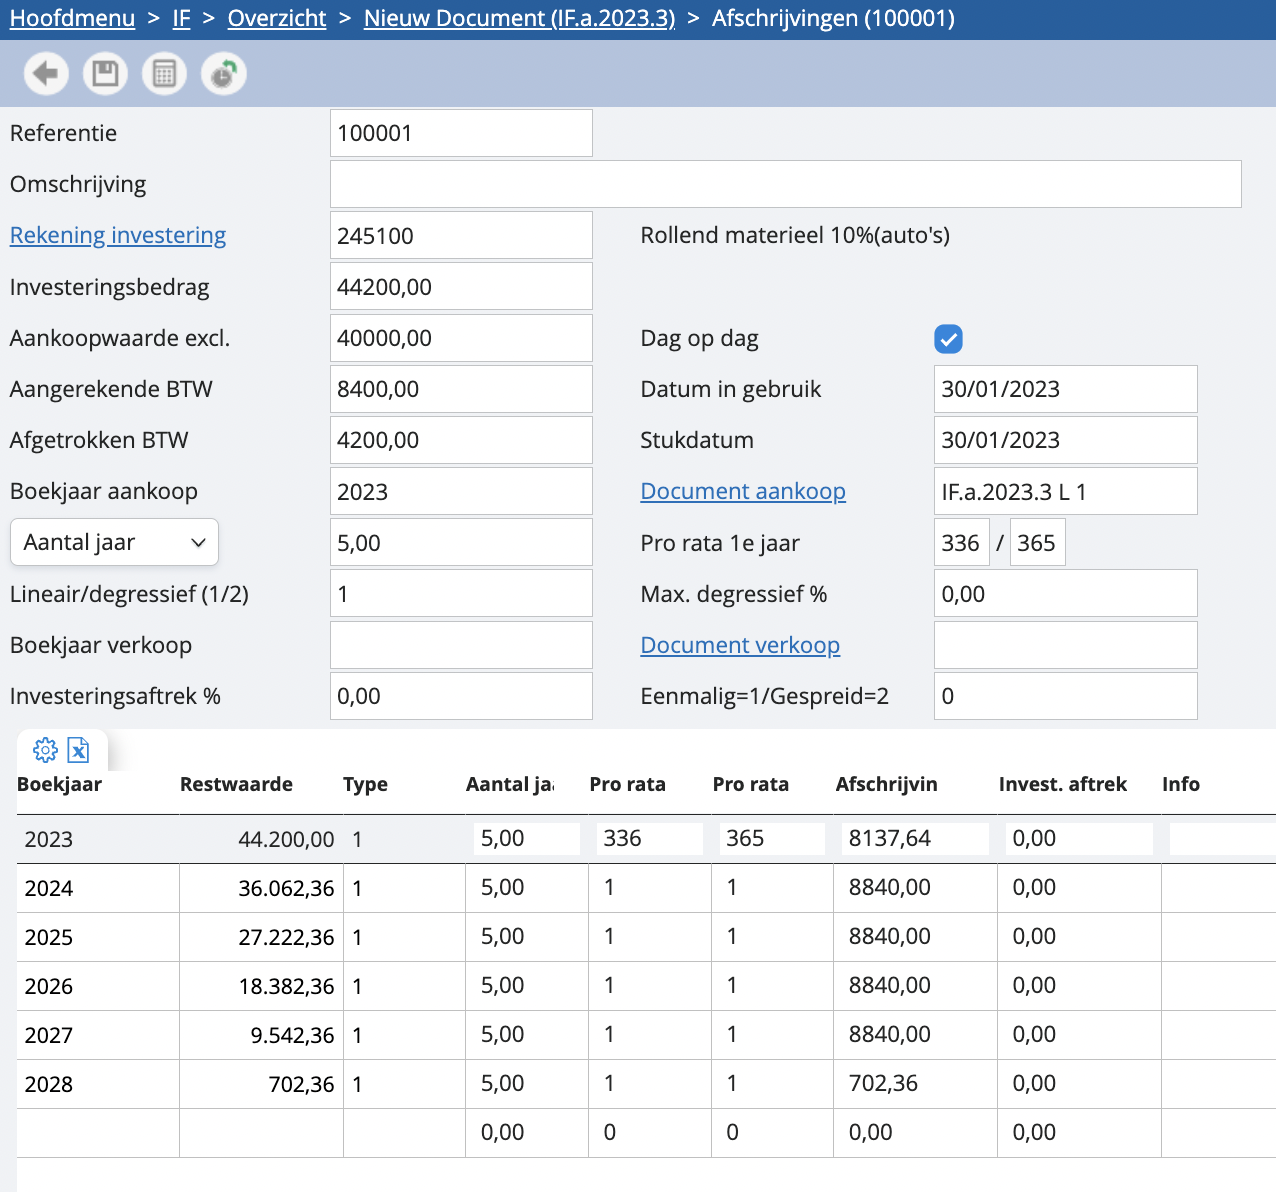 Hoofdmenu > IF > Overzicht > Nieuw Document (IF.a.2023.3) > Afschrijvingen (100001)
Referentie 100001
Omschrijving
Rekening investering 245100 Rollend materieel 10%(auto's)
Investeringsbedrag 44200,00
Aankoopwaarde excl. 40000,00 Dag op dag
Aangerekende BTW 8400,00 Datum in gebruik 30/01/2023
Afgetrokken BTW 4200,00 Stukdatum 30/01/2023
Boekjaar aankoop 2023 Document aankoop IF.a.2023.3 L 1
Aantal jaar 5,00 Pro rata 1e jaar 336 / 365
Lineair/degressief (1/2) 1 Max. degressief % 0,00
Boekjaar verkoop Document verkoop
Investeringsaftrek % 0,00 Eenmalig=1/Gespreid=2 0
Boekjaar Restwaarde Type Aantal ja Pro rata Pro rata Afschrijvin Invest. aftrek Info
2023 44.200,00 1 5,00 336 365 8137,64 0,00
2024 36.062,36 1 5,00 1 1 8840,00 0,00
2025 27.222,36 1 5,00 1 1 8840,00 0,00
2026 18.382,36 1 5,00 1 1 8840,00 0,00
2027 9.542,36 1 5,00 1 1 8840,00 0,00
2028 702,36 1 5,00 1 1 702,36 0,00
0,00 0 0 0,00 0,00